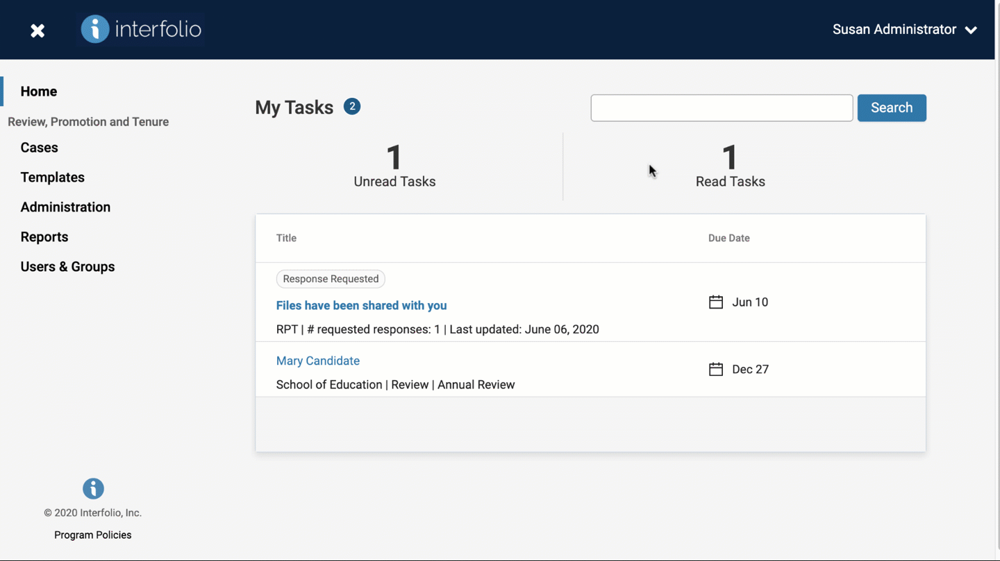 interfolio
Susan Administrator
Home
Review, Promotion and Tenure
Cases
Templates
Administration
Reports
Users & Groups
© 2020 Interfolio, Inc.
Program Policies
My Tasks 2
Search
1
Unread Tasks
1
Read Tasks
Title Due Date
Response Requested
Files have been shared with you
Jun 10
RPT | # requested responses: 1 | Last updated: June 06, 2020
Mary Candidate
Dec 27
School of Education | Review | Annual Review